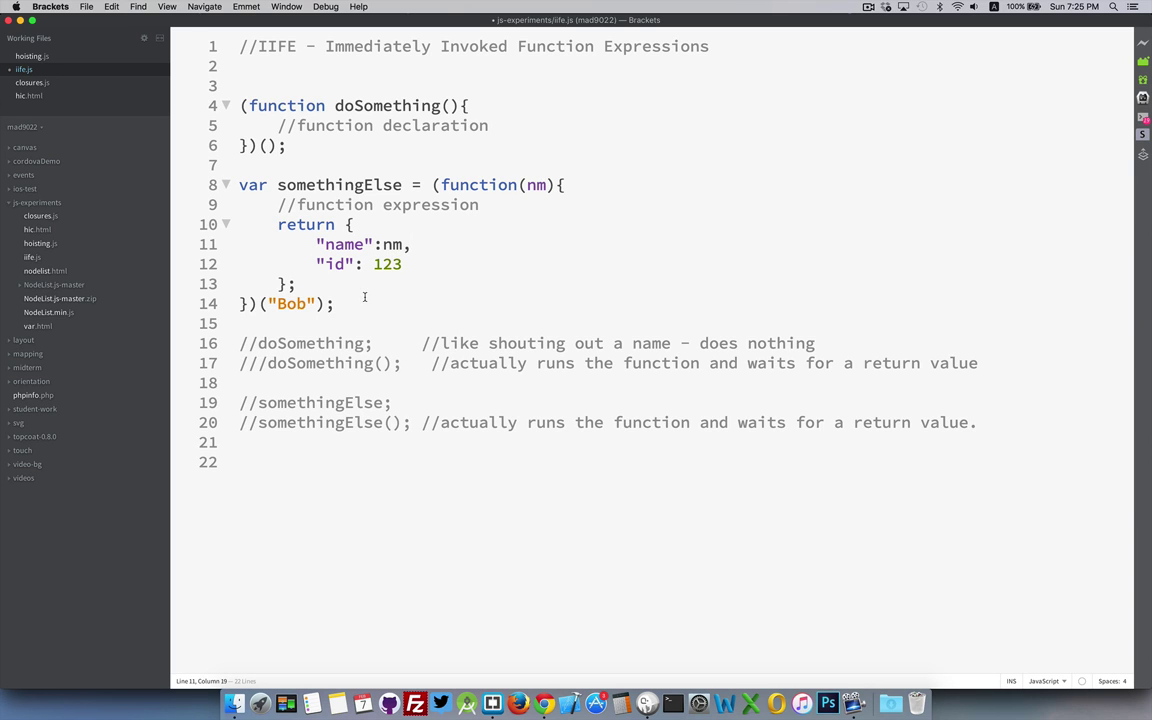 Brackets File Edit Find View Navigate Emmet Window Debug Help 100% Sun 7:25 PM
• js-experiments/iife.js (mad9022) — Brackets
Working Files
hoisting.js
iife.js
closures.js
hic.html
mad9022
canvas
cordovaDemo
events
ios-test
js-experiments
closures.js
hic.html
hoisting.js
iife.js
nodelist.html
NodeList.js-master
NodeList.js-master.zip
NodeList.min.js
var.html
layout
mapping
midterm
orientation
phpinfo.php
student-work
svg
topcoat-0.8.0
touch
video-bg
videos
1 //IIFE - Immediately Invoked Function Expressions
2
3
4 (function doSomething(){
5 //function declaration
6 })();
7
8 var somethingElse = (function(nm){
9 //function expression
10 return {
11 "name":nm,
12 "id": 123
13 };
14 })("Bob");
15
16 //doSomething; //like shouting out a name - does nothing
17 ///doSomething(); //actually runs the function and waits for a return value
18
19 //somethingElse;
20 //somethingElse(); //actually runs the function and waits for a return value.
21
22
Line 11, Column 19 — 22 Lines
INS JavaScript Spaces: 4